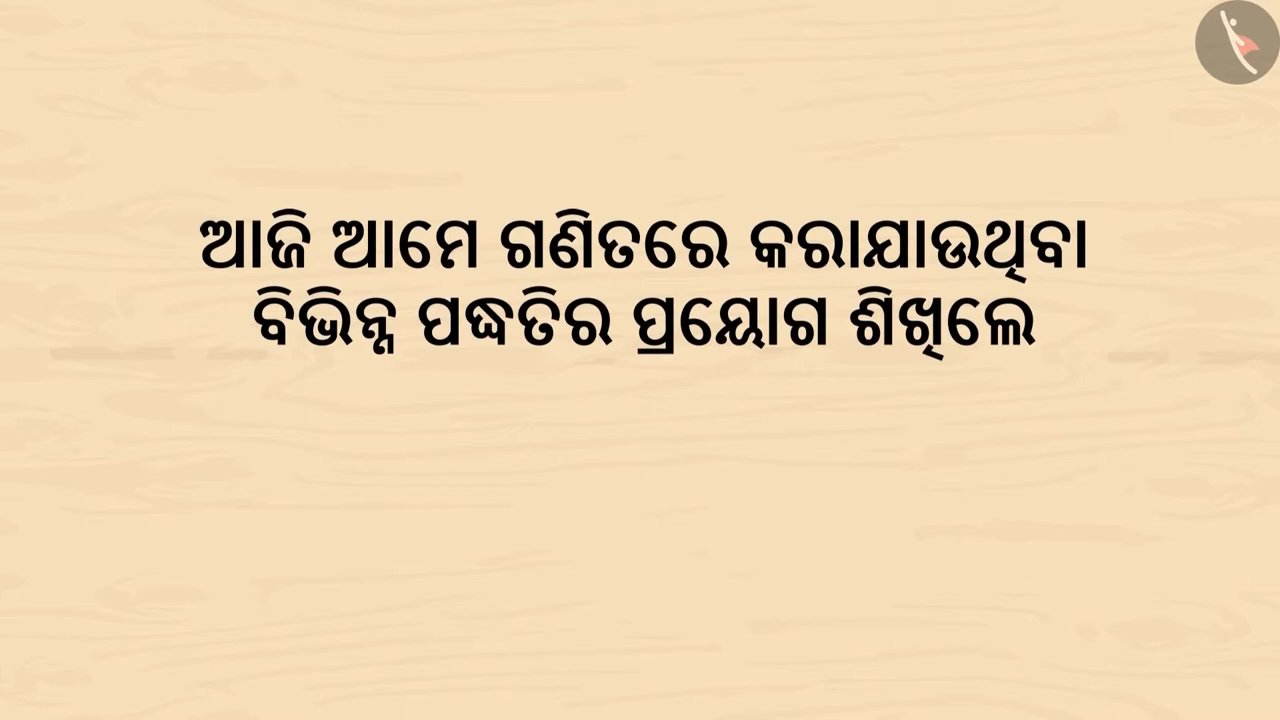 ଆଜି ଆମେ ଗଣିତରେ କରାଯାଉଥିବା
ବିଭିନ୍ନ ପଦ୍ଧତିର ପ୍ରୟୋଗ ଶିଖିଲେ